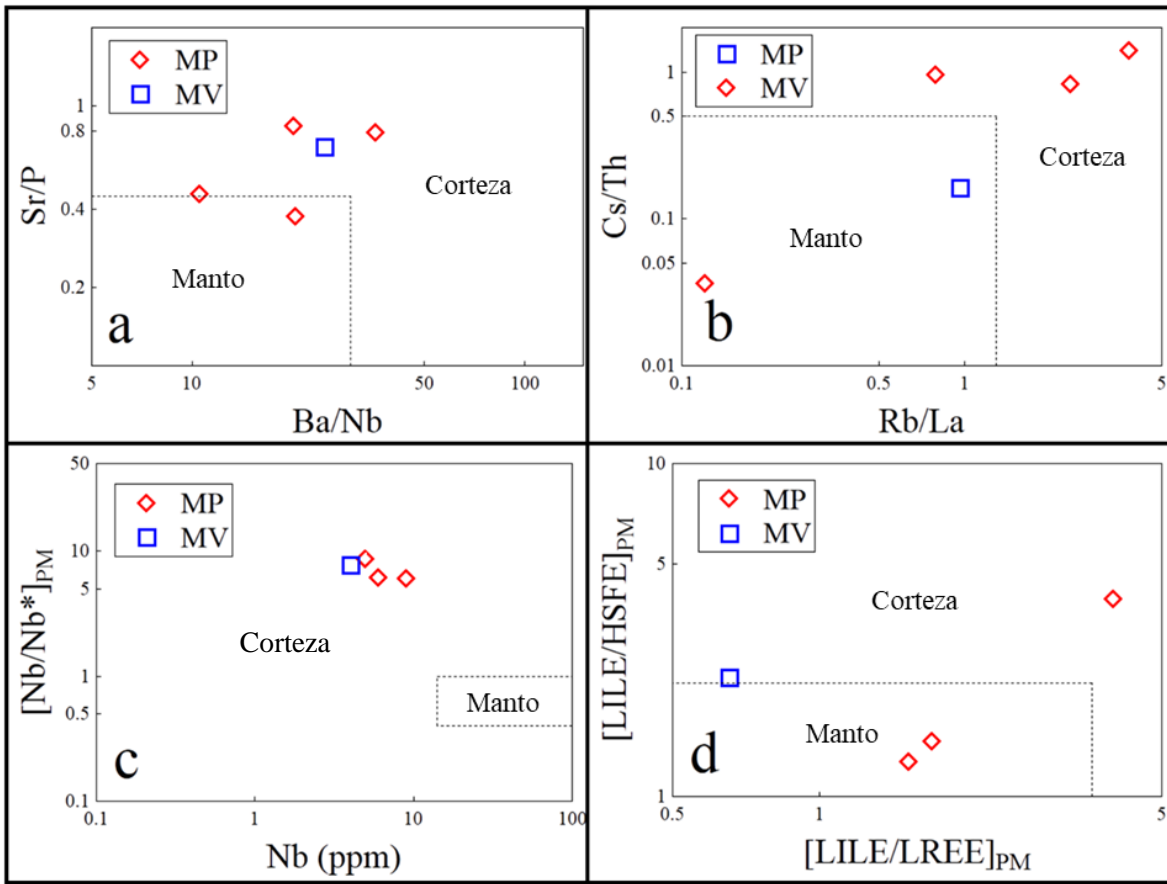 MP
MV
1
0.8
0.4
0.2
Sr/P
Corteza
Manto
a
5
10
50
100
Ba/Nb
MP
MV
1
0.5
0.1
0.05
0.01
Cs/Th
Corteza
Manto
b
0.1
0.5
1
5
Rb/La
MP
MV
50
10
5
1
0.5
0.1
[Nb/Nb*]PM
Corteza
Manto
c
0.1
1
10
100
Nb (ppm)
MP
MV
10
5
1
[LILE/HSFE]PM
Corteza
Manto
d
0.5
1
5
[LILE/LREE]PM